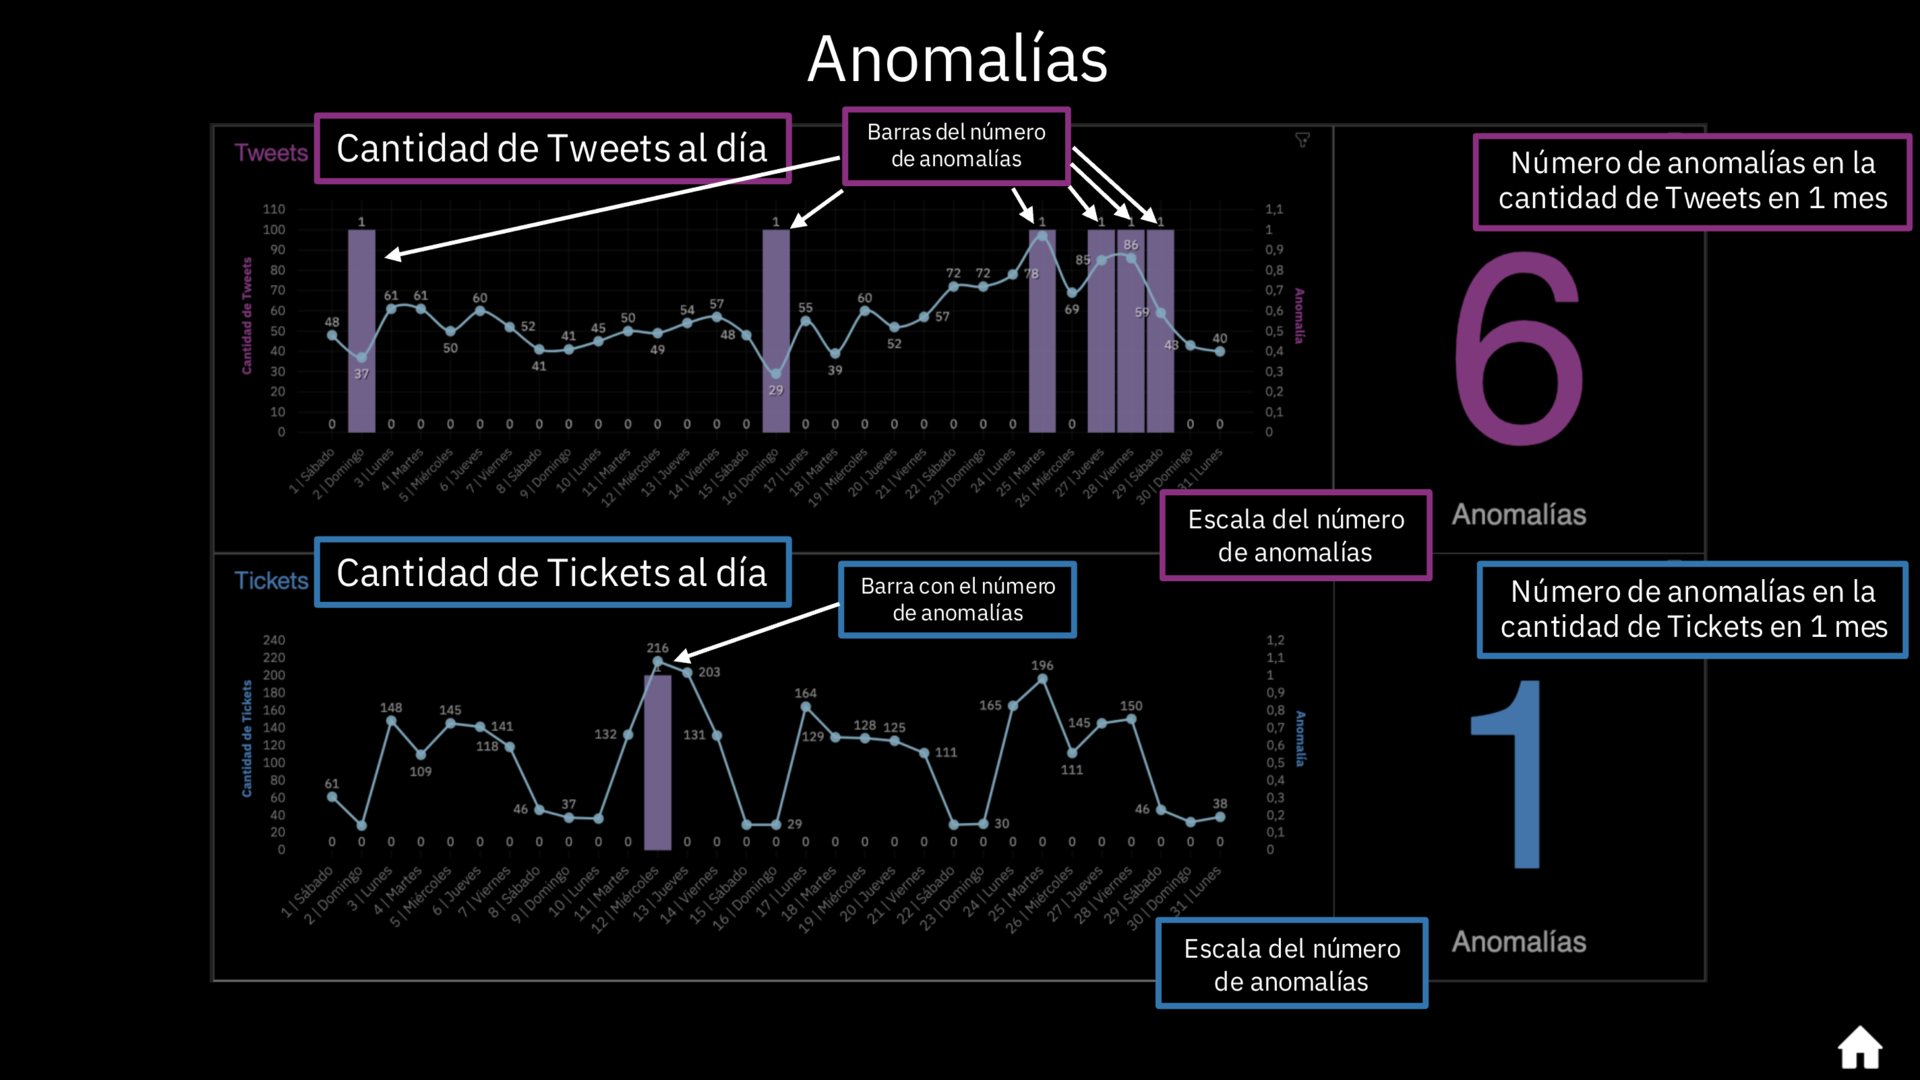 Anomalías
Tweets
Cantidad de Tweets al día
Barras del número
de anomalías
Número de anomalías en la
cantidad de Tweets en 1 mes
Cantidad de Tweets
110
100
90
80
70
60
50
40
30
20
10
0
1 1 1 1 1 1
48 37 61 61 50 60 52 41 41 45 50 49 54 57 48 29 55 39 60 52 57 72 72 78 69 85 86 59 43 40
0 0 0 0 0 0 0 0 0 0 0 0 0 0 0 0 0 0 0 0 0 0 0 0 0
1,1
1
0,9
0,8
0,7
0,6
0,5
0,4
0,3
0,2
0,1
0
Anomalía
1 | Sábado
2 | Domingo
3 | Lunes
4 | Martes
5 | Miércoles
6 | Jueves
7 | Viernes
8 | Sábado
9 | Domingo
10 | Lunes
11 | Martes
12 | Miércoles
13 | Jueves
14 | Viernes
15 | Sábado
16 | Domingo
17 | Lunes
18 | Martes
19 | Miércoles
20 | Jueves
21 | Viernes
22 | Sábado
23 | Domingo
24 | Lunes
25 | Martes
26 | Miércoles
27 | Jueves
28 | Viernes
29 | Sábado
30 | Domingo
31 | Lunes
6
Anomalías
Escala del número
de anomalías
Tickets
Cantidad de Tickets al día
Barra con el número
de anomalías
Número de anomalías en la
cantidad de Tickets en 1 mes
Cantidad de Tickets
240
220
200
180
160
140
120
100
80
60
40
20
0
61 148 109 145 141 118 46 37 132 216 203 131 29 164 129 128 125 111 30 165 196 111 145 150 46 38
0 0 0 0 0 0 0 0 0 0 0 0 0 0 0 0 0 0 0 0 0 0 0 0 0 0 0 0 0 0
1,2
1,1
1
0,9
0,8
0,7
0,6
0,5
0,4
0,3
0,2
0,1
0
Anomalía
1 | Sábado
2 | Domingo
3 | Lunes
4 | Martes
5 | Miércoles
6 | Jueves
7 | Viernes
8 | Sábado
9 | Domingo
10 | Lunes
11 | Martes
12 | Miércoles
13 | Jueves
14 | Viernes
15 | Sábado
16 | Domingo
17 | Lunes
18 | Martes
19 | Miércoles
20 | Jueves
21 | Viernes
22 | Sábado
23 | Domingo
24 | Lunes
25 | Martes
26 | Miércoles
27 | Jueves
28 | Viernes
29 | Sábado
30 | Domingo
31 | Lunes
1
Anomalías
Escala del número
de anomalías